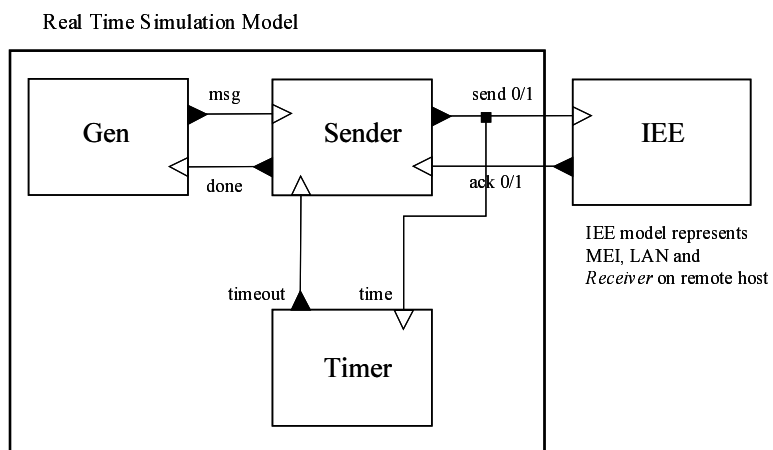 Real Time Simulation Model
msg
send 0/1
Gen
Sender
IEE
done
ack 0/1
IEE model represents
MEI, LAN and
Receiver on remote host
timeout
time
Timer